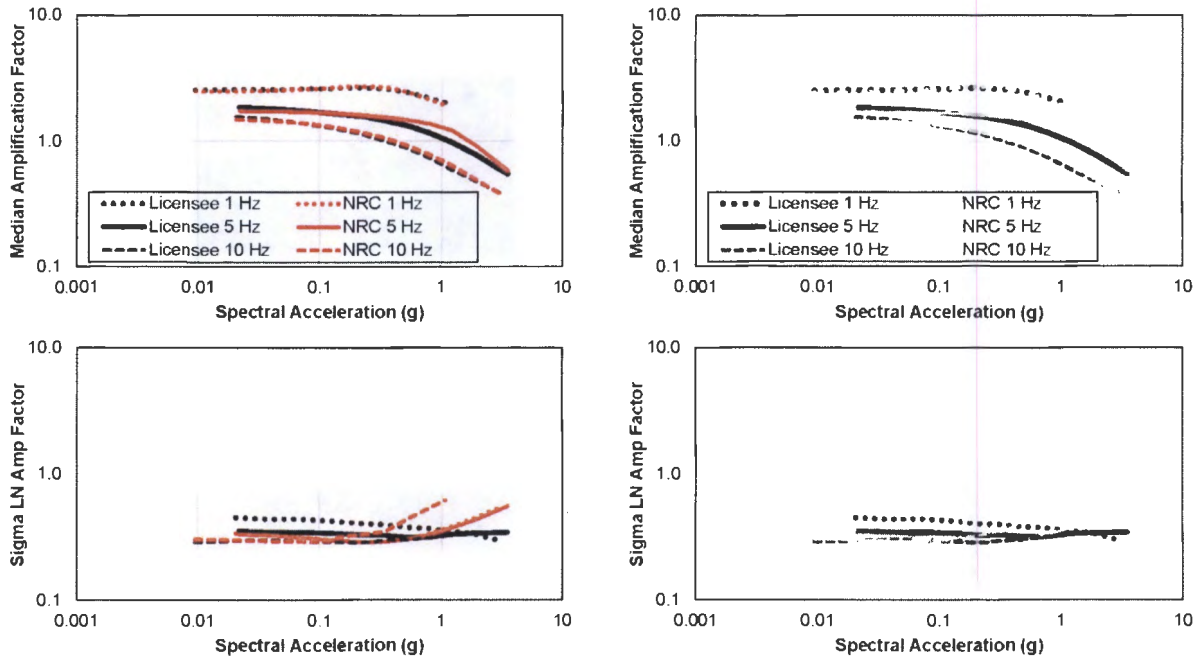 Median Amplification Factor
10.0
1.0
0.1
Licensee 1 Hz NRC 1 Hz
Licensee 5 Hz NRC 5 Hz
Licensee 10 Hz NRC 10 Hz
0.001 0.01 0.1 1 10
Spectral Acceleration (g)
Median Amplification Factor
10.0
1.0
0.1
Licensee 1 Hz NRC 1 Hz
Licensee 5 Hz NRC 5 Hz
Licensee 10 Hz NRC 10 Hz
0.001 0.01 0.1 1 10
Spectral Acceleration (g)
Sigma LN Amp Factor
10.0
1.0
0.1
0.001 0.01 0.1 1 10
Spectral Acceleration (g)
Sigma LN Amp Factor
10.0
1.0
0.1
0.001 0.01 0.1 1 10
Spectral Acceleration (g)